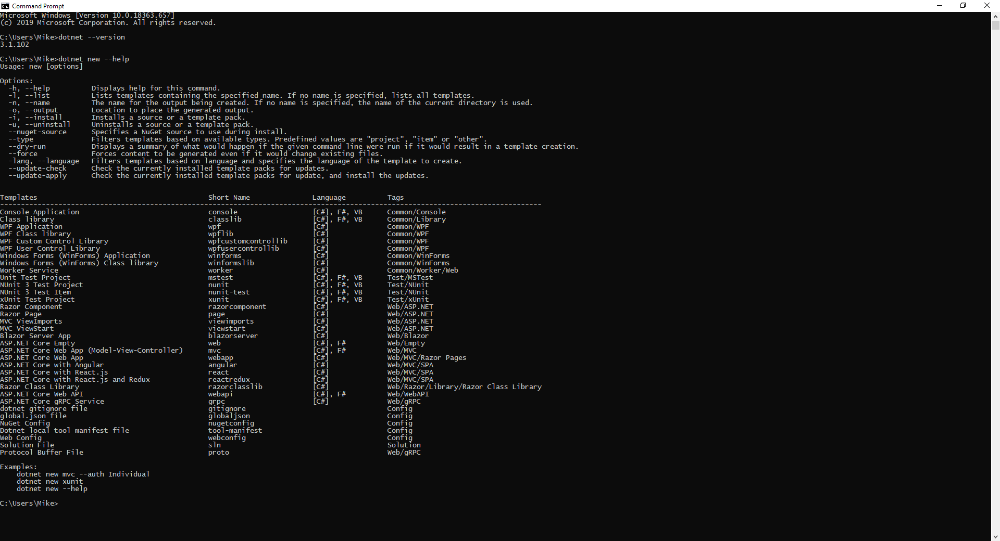 Command Prompt
Microsoft Windows [Version 10.0.18363.657]
(c) 2019 Microsoft Corporation. All rights reserved.
C:\Users\Mike>dotnet --version
3.1.102
C:\Users\Mike>dotnet new --help
Usage: new [options]
Options:
-h, --help Displays help for this command.
-l, --list Lists templates containing the specified name. If no name is specified, lists all templates.
-n, --name The name for the output being created. If no name is specified, the name of the current directory is used.
-o, --output Location to place the generated output.
-i, --install Installs a source or a template pack.
-u, --uninstall Uninstalls a source or a template pack.
--nuget-source Specifies a NuGet source to use during install.
--type Filters templates based on available types. Predefined values are "project", "item" or "other".
--dry-run Displays a summary of what would happen if the given command line were run if it would result in a template creation.
--force Forces content to be generated even if it would change existing files.
-lang, --language Filters templates based on language and specifies the language of the template to create.
--update-check Check the currently installed template packs for updates.
--update-apply Check the currently installed template packs for update, and install the updates.
Templates Short Name Language Tags
----------------------------------------------------------------------------------------------------------------------------------
Console Application console [C#], F#, VB Common/Console
Class library classlib [C#], F#, VB Common/Library
WPF Application wpf [C#] Common/WPF
WPF Class library wpflib [C#] Common/WPF
WPF Custom Control Library wpfcustomcontrollib [C#] Common/WPF
WPF User Control Library wpfusercontrollib [C#] Common/WPF
Windows Forms (WinForms) Application winforms [C#] Common/WinForms
Windows Forms (WinForms) Class library winformslib [C#] Common/WinForms
Worker Service worker [C#] Common/Worker/Web
Unit Test Project mstest [C#], F#, VB Test/MSTest
NUnit 3 Test Project nunit [C#], F#, VB Test/NUnit
NUnit 3 Test Item nunit-test [C#], F#, VB Test/NUnit
xUnit Test Project xunit [C#], F#, VB Test/xUnit
Razor Component razorcomponent [C#] Web/ASP.NET
Razor Page page [C#] Web/ASP.NET
MVC ViewImports viewimports [C#] Web/ASP.NET
MVC ViewStart viewstart [C#] Web/ASP.NET
Blazor Server App blazorserver [C#] Web/Blazor
ASP.NET Core Empty web [C#], F# Web/Empty
ASP.NET Core Web App (Model-View-Controller) mvc [C#], F# Web/MVC
ASP.NET Core Web App webapp [C#] Web/MVC/Razor Pages
ASP.NET Core with Angular angular [C#] Web/MVC/SPA
ASP.NET Core with React.js react [C#] Web/MVC/SPA
ASP.NET Core with React.js and Redux reactredux [C#] Web/MVC/SPA
Razor Class Library razorclasslib [C#] Web/Razor/Library/Razor Class Library
ASP.NET Core Web API webapi [C#], F# Web/WebAPI
ASP.NET Core gRPC Service grpc [C#] Web/gRPC
dotnet gitignore file gitignore Config
global.json file globaljson Config
NuGet Config nugetconfig Config
Dotnet local tool manifest file tool-manifest Config
Web Config webconfig Config
Solution File sln Solution
Protocol Buffer File proto Web/gRPC
Examples:
dotnet new mvc --auth Individual
dotnet new xunit
dotnet new --help
C:\Users\Mike>